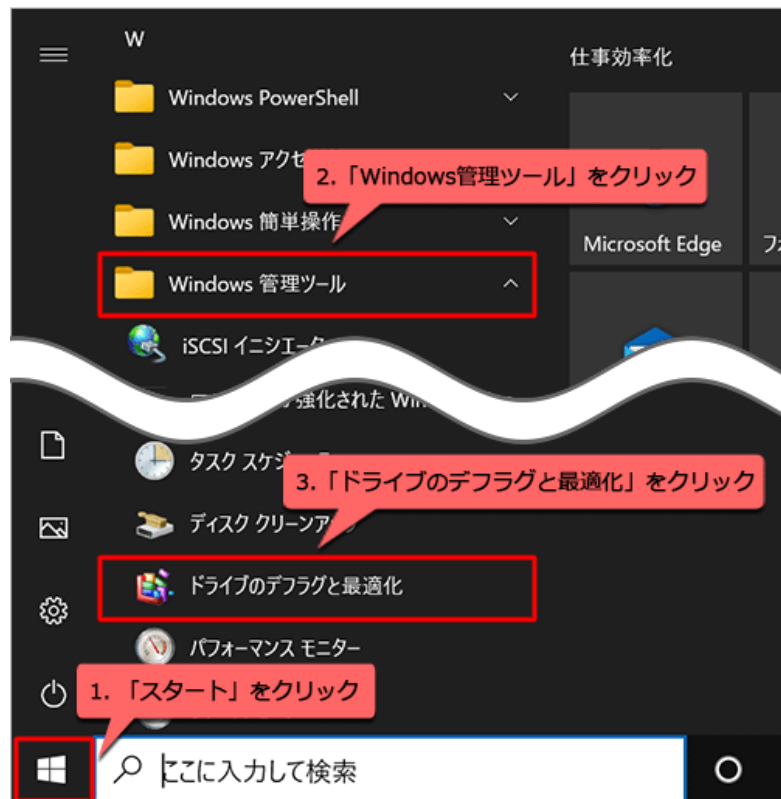 W
仕事効率化
Windows PowerShell
Windows アクセ
2.「Windows管理ツール」をクリック
Windows 簡単操作
Microsoft Edge
フォ
Windows 管理ツール
iSCSI イニシエーター
強化された Win
タスク スケジ
3.「ドライブのデフラグと最適化」をクリック
ディスク クリーンアップ
ドライブのデフラグと最適化
パフォーマンス モニター
1. 「スタート」をクリック
ここに入力して検索